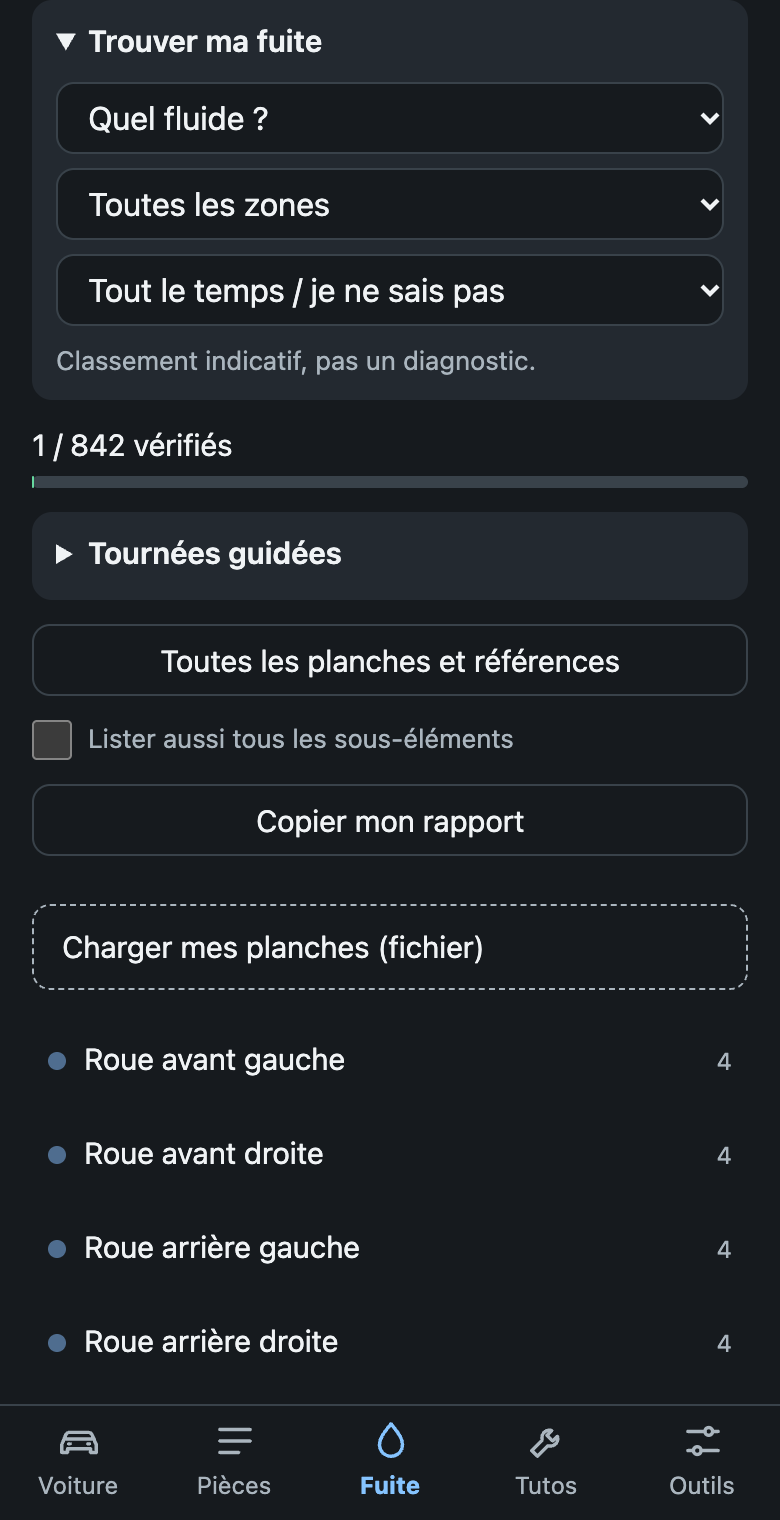 Trouver ma fuite
Quel fluide ?
Toutes les zones
Tout le temps / je ne sais pas
Classement indicatif, pas un diagnostic.
1 / 842 vérifiés
Tournées guidées
Toutes les planches et références
Lister aussi tous les sous-éléments
Copier mon rapport
Charger mes planches (fichier)
Roue avant gauche 4
Roue avant droite 4
Roue arrière gauche 4
Roue arrière droite 4
Voiture Pièces Fuite Tutos Outils